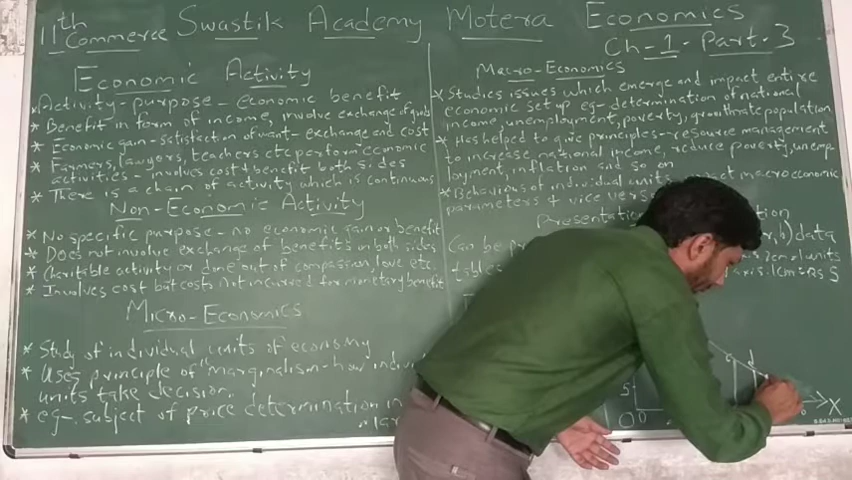 11th Commerce Swastik Academy Motera Economics
Ch-1-Part-3
Economic Activity
*Activity-purpose-economic benefit
* Benefit in form of income, involve exchange of
* Economic gain-satisfaction of want-exchange and cost
* Farmers, lawyers, teachers etc perform economic
activities-involves cost & benefit both sides
* There is a chain of activity which is continuous
Non-Economic Activity
* No specific purpose-no economic gain or benefit
* Does not involve exchange of benefits on both sides
* Charitable activity or done out of compassion, love etc.
* Involves cost but costs not incurred for monetary benefit
Micro-Economics
* Study of individual units of economy
* Uses principle of "marginalism-how
units take decision.
* eg-. subject of price determination in
Macro-Economics
* Studies issues which emerge and impact entire
economic set up eg-determination of national
income, unemployment, poverty, growth rate population
* Has helped to give principles-resource management
to increase national income, reduce poverty, unemp-
loyment, inflation and so on
* Behaviours of individual units macro economic
parameters & vice versa
Can be
data
units
axis. 1cm = Rs 5
5
O 0
c d
X